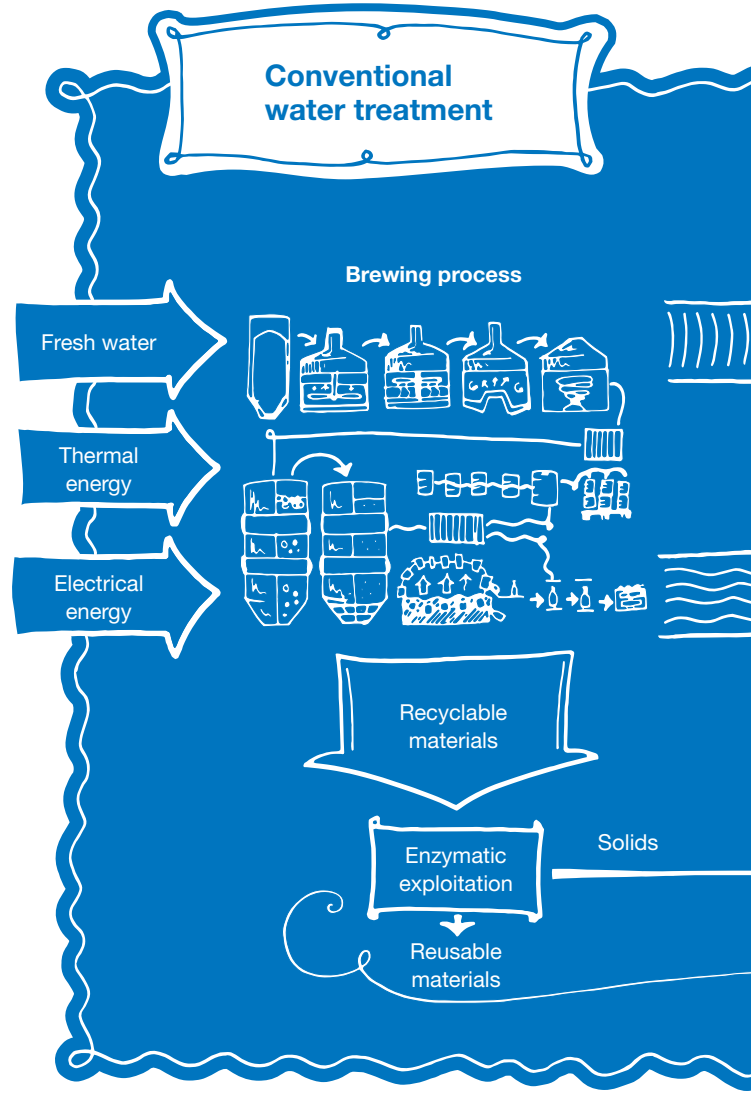 Conventional
water treatment
Brewing process
Fresh water
Thermal
energy
Electrical
energy
Recyclable
materials
Enzymatic
exploitation
Solids
Reusable
materials